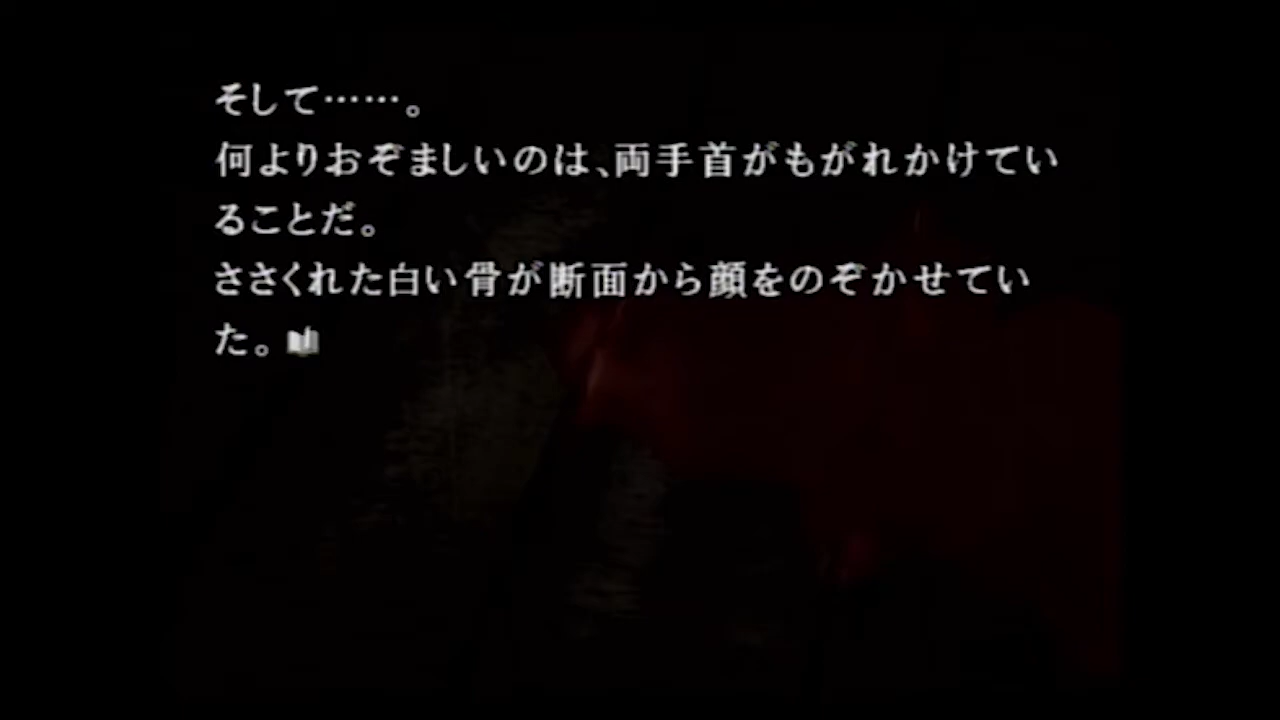 そして……。
何よりおぞましいのは、両手首がもがれかけてい
ることだ。
ささくれた白い骨が断面から顔をのぞかせてい
た。